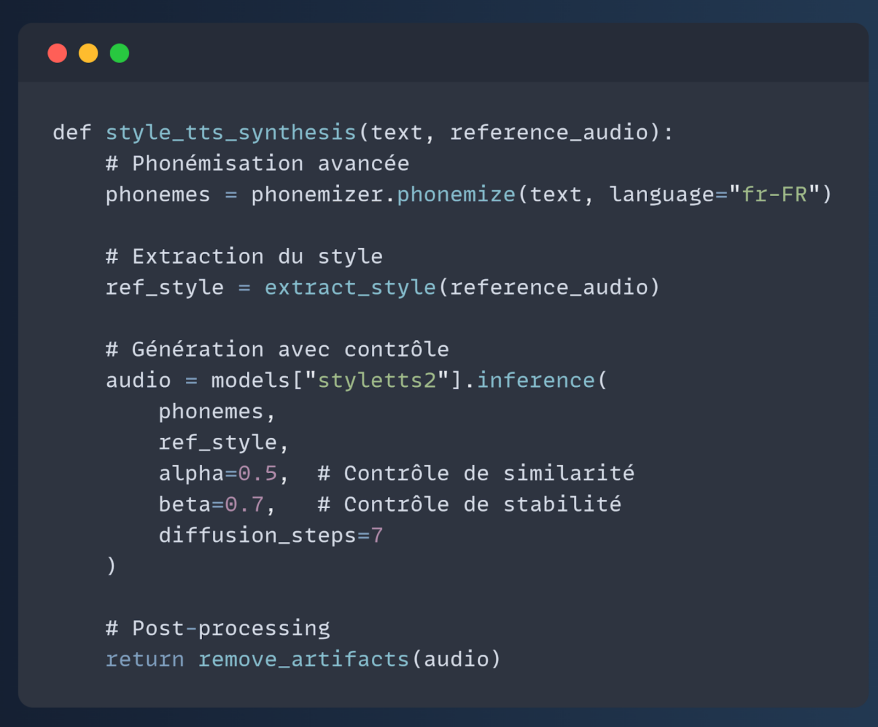 def style_tts_synthesis(text, reference_audio):
    # Phonémisation avancée
    phonemes = phonemizer.phonemize(text, language="fr-FR")

    # Extraction du style
    ref_style = extract_style(reference_audio)

    # Génération avec contrôle
    audio = models["styletts2"].inference(
        phonemes,
        ref_style,
        alpha=0.5,  # Contrôle de similarité
        beta=0.7,   # Contrôle de stabilité
        diffusion_steps=7
    )

    # Post-processing
    return remove_artifacts(audio)